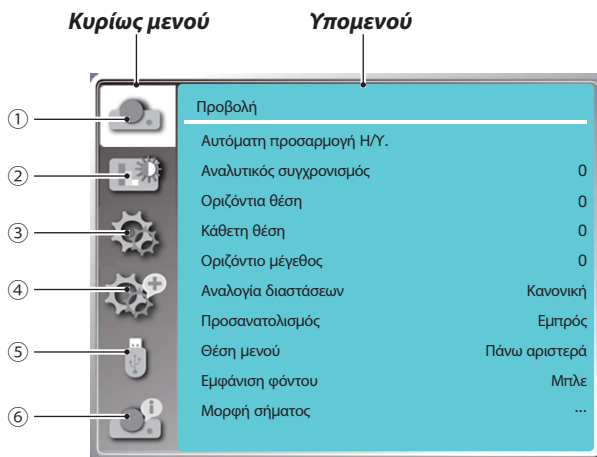 Κυρίως μενού Υπομενού
Προβολή
① Αυτόματη προσαρμογή Η/Υ.
② Αναλυτικός συγχρονισμός 0
Οριζόντια θέση 0
③ Κάθετη θέση 0
Οριζόντιο μέγεθος 0
④ Αναλογία διαστάσεων Κανονική
Προσανατολισμός Εμπρός
⑤ Θέση μενού Πάνω αριστερά
Εμφάνιση φόντου Μπλε
⑥ Μορφή σήματος ...